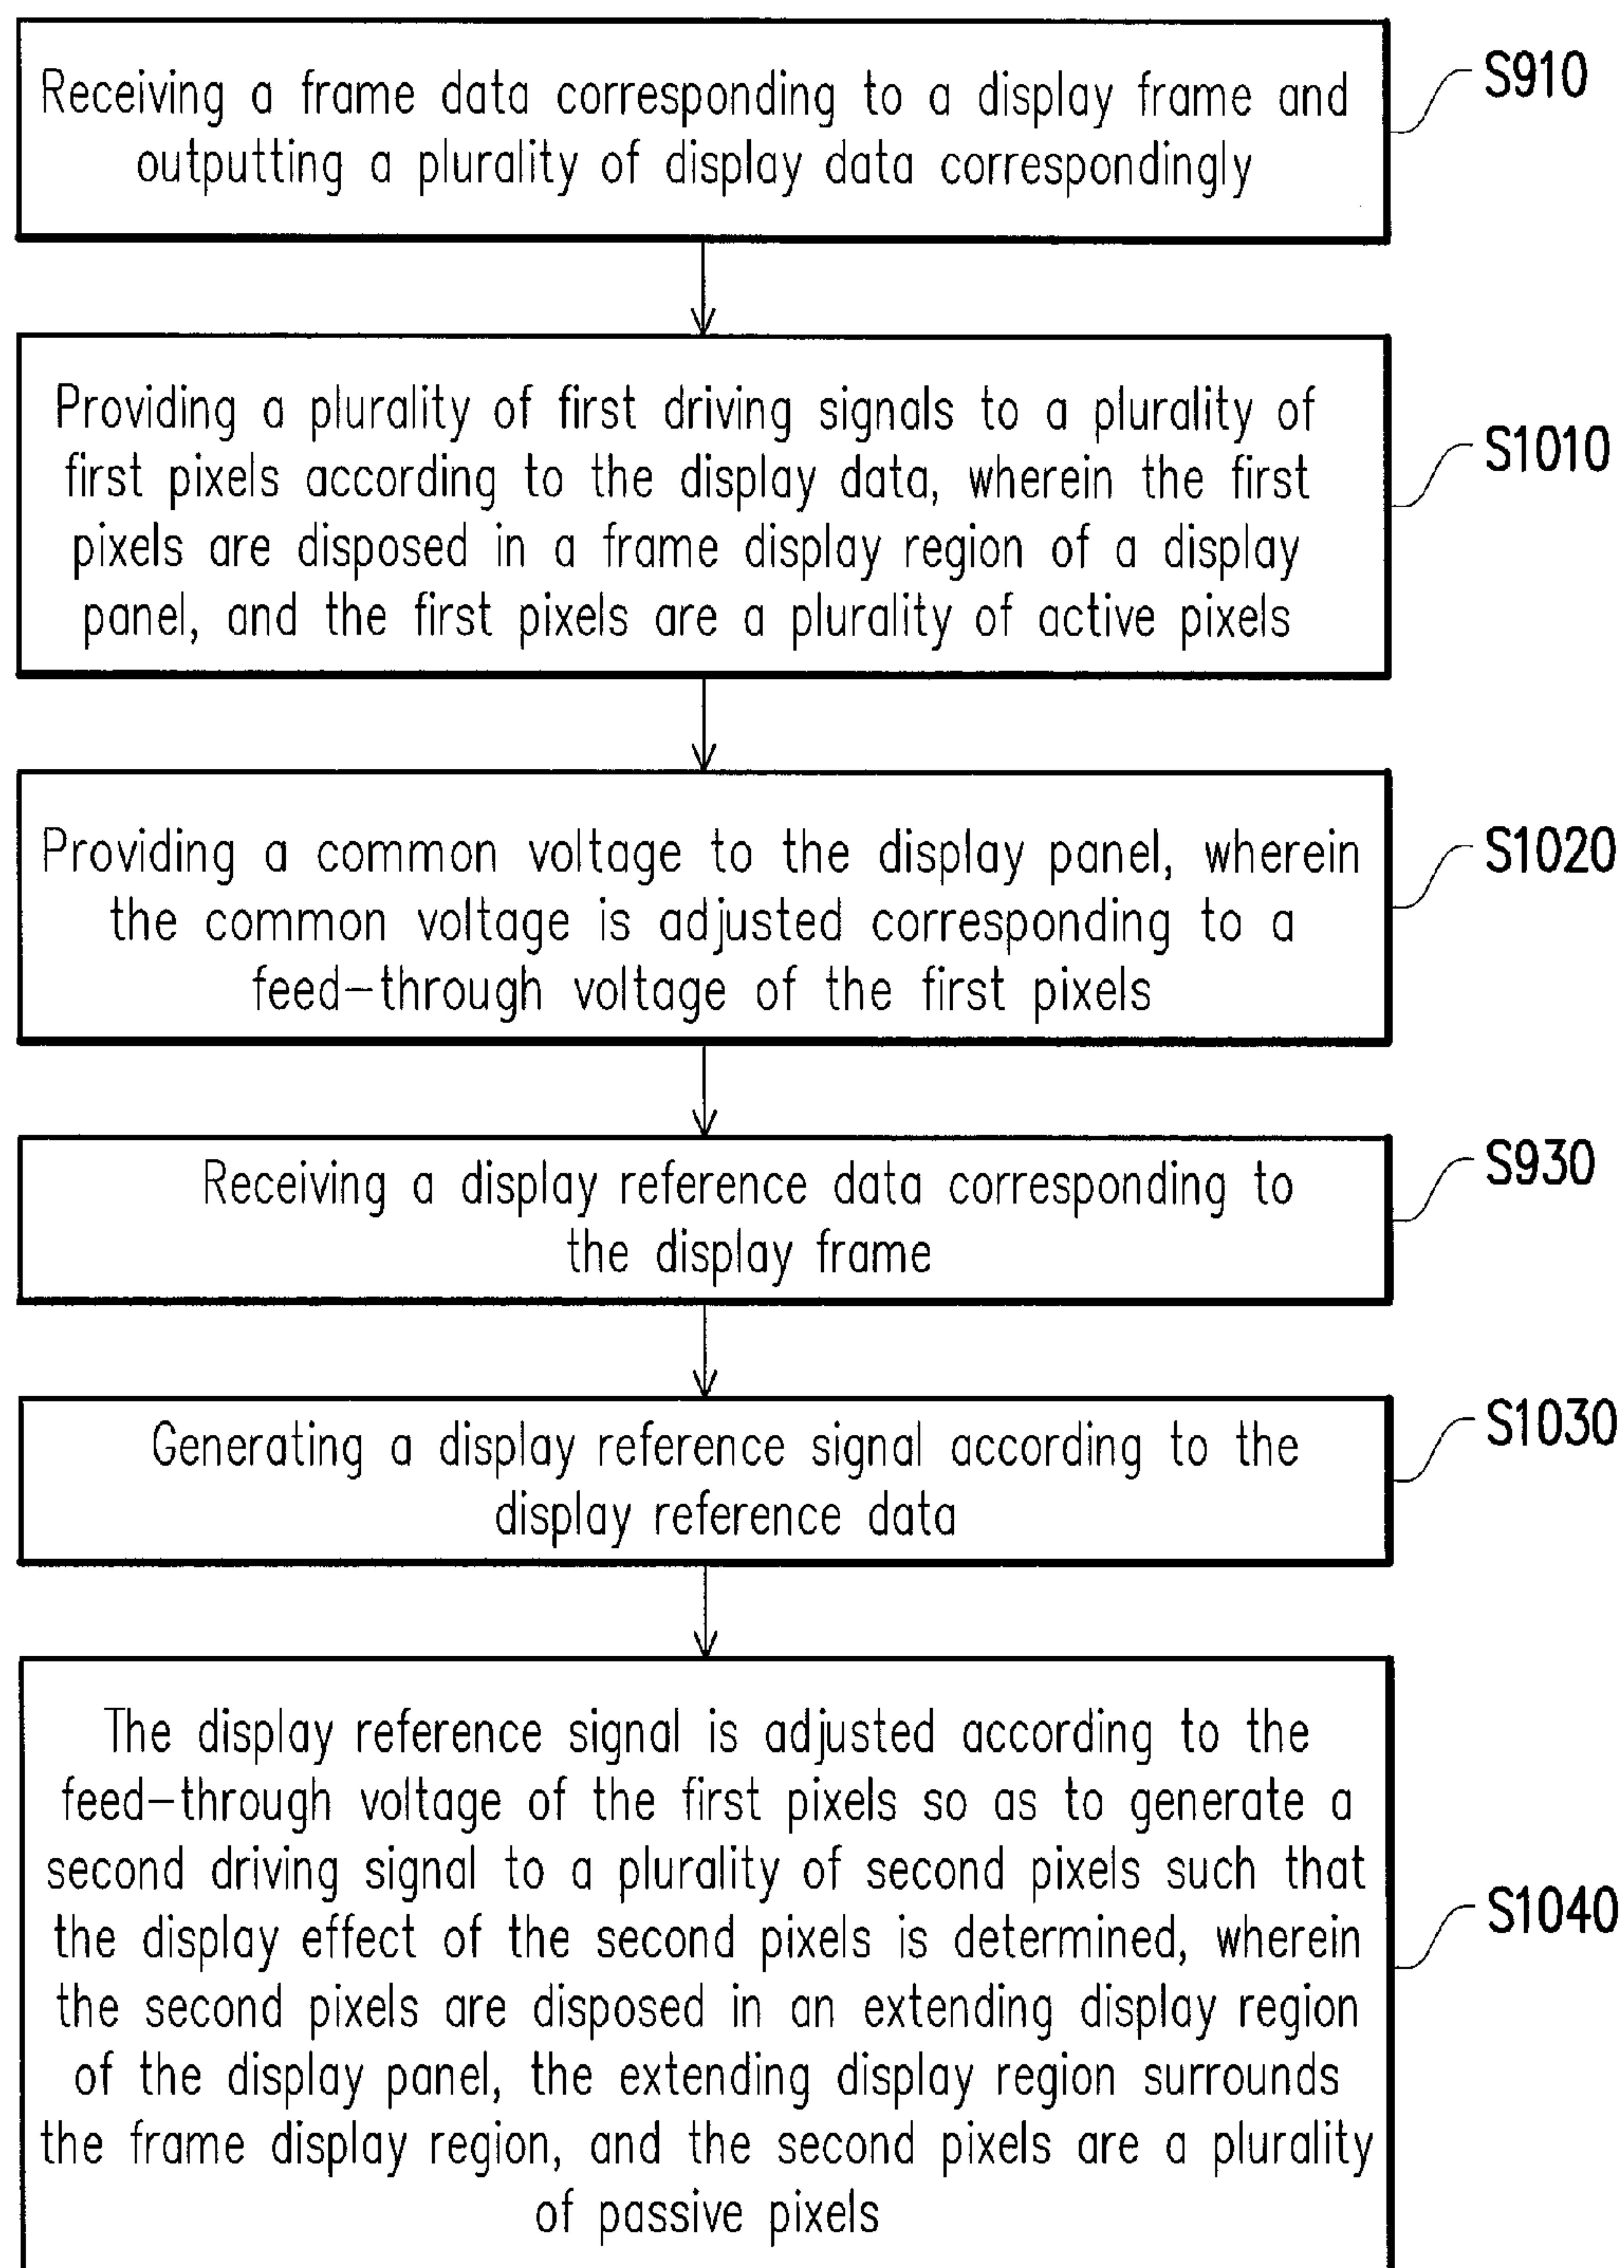 Receiving a frame data corresponding to a display frame and
outputting a plurality of display data correspondingly
S910
Providing a plurality of first driving signals to a plurality of
first pixels according to the display data, wherein the first
pixels are disposed in a frame display region of a display
panel, and the first pixels are a plurality of active pixels
S1010
Providing a common voltage to the display panel, wherein
the common voltage is adjusted corresponding to a
feed-through voltage of the first pixels
S1020
Receiving a display reference data corresponding to
the display frame
S930
Generating a display reference signal according to the
display reference data
S1030
The display reference signal is adjusted according to the
feed-through voltage of the first pixels so as to generate a
second driving signal to a plurality of second pixels such that
the display effect of the second pixels is determined, wherein
the second pixels are disposed in an extending display region
of the display panel, the extending display region surrounds
the frame display region, and the second pixels are a plurality
of passive pixels
S1040